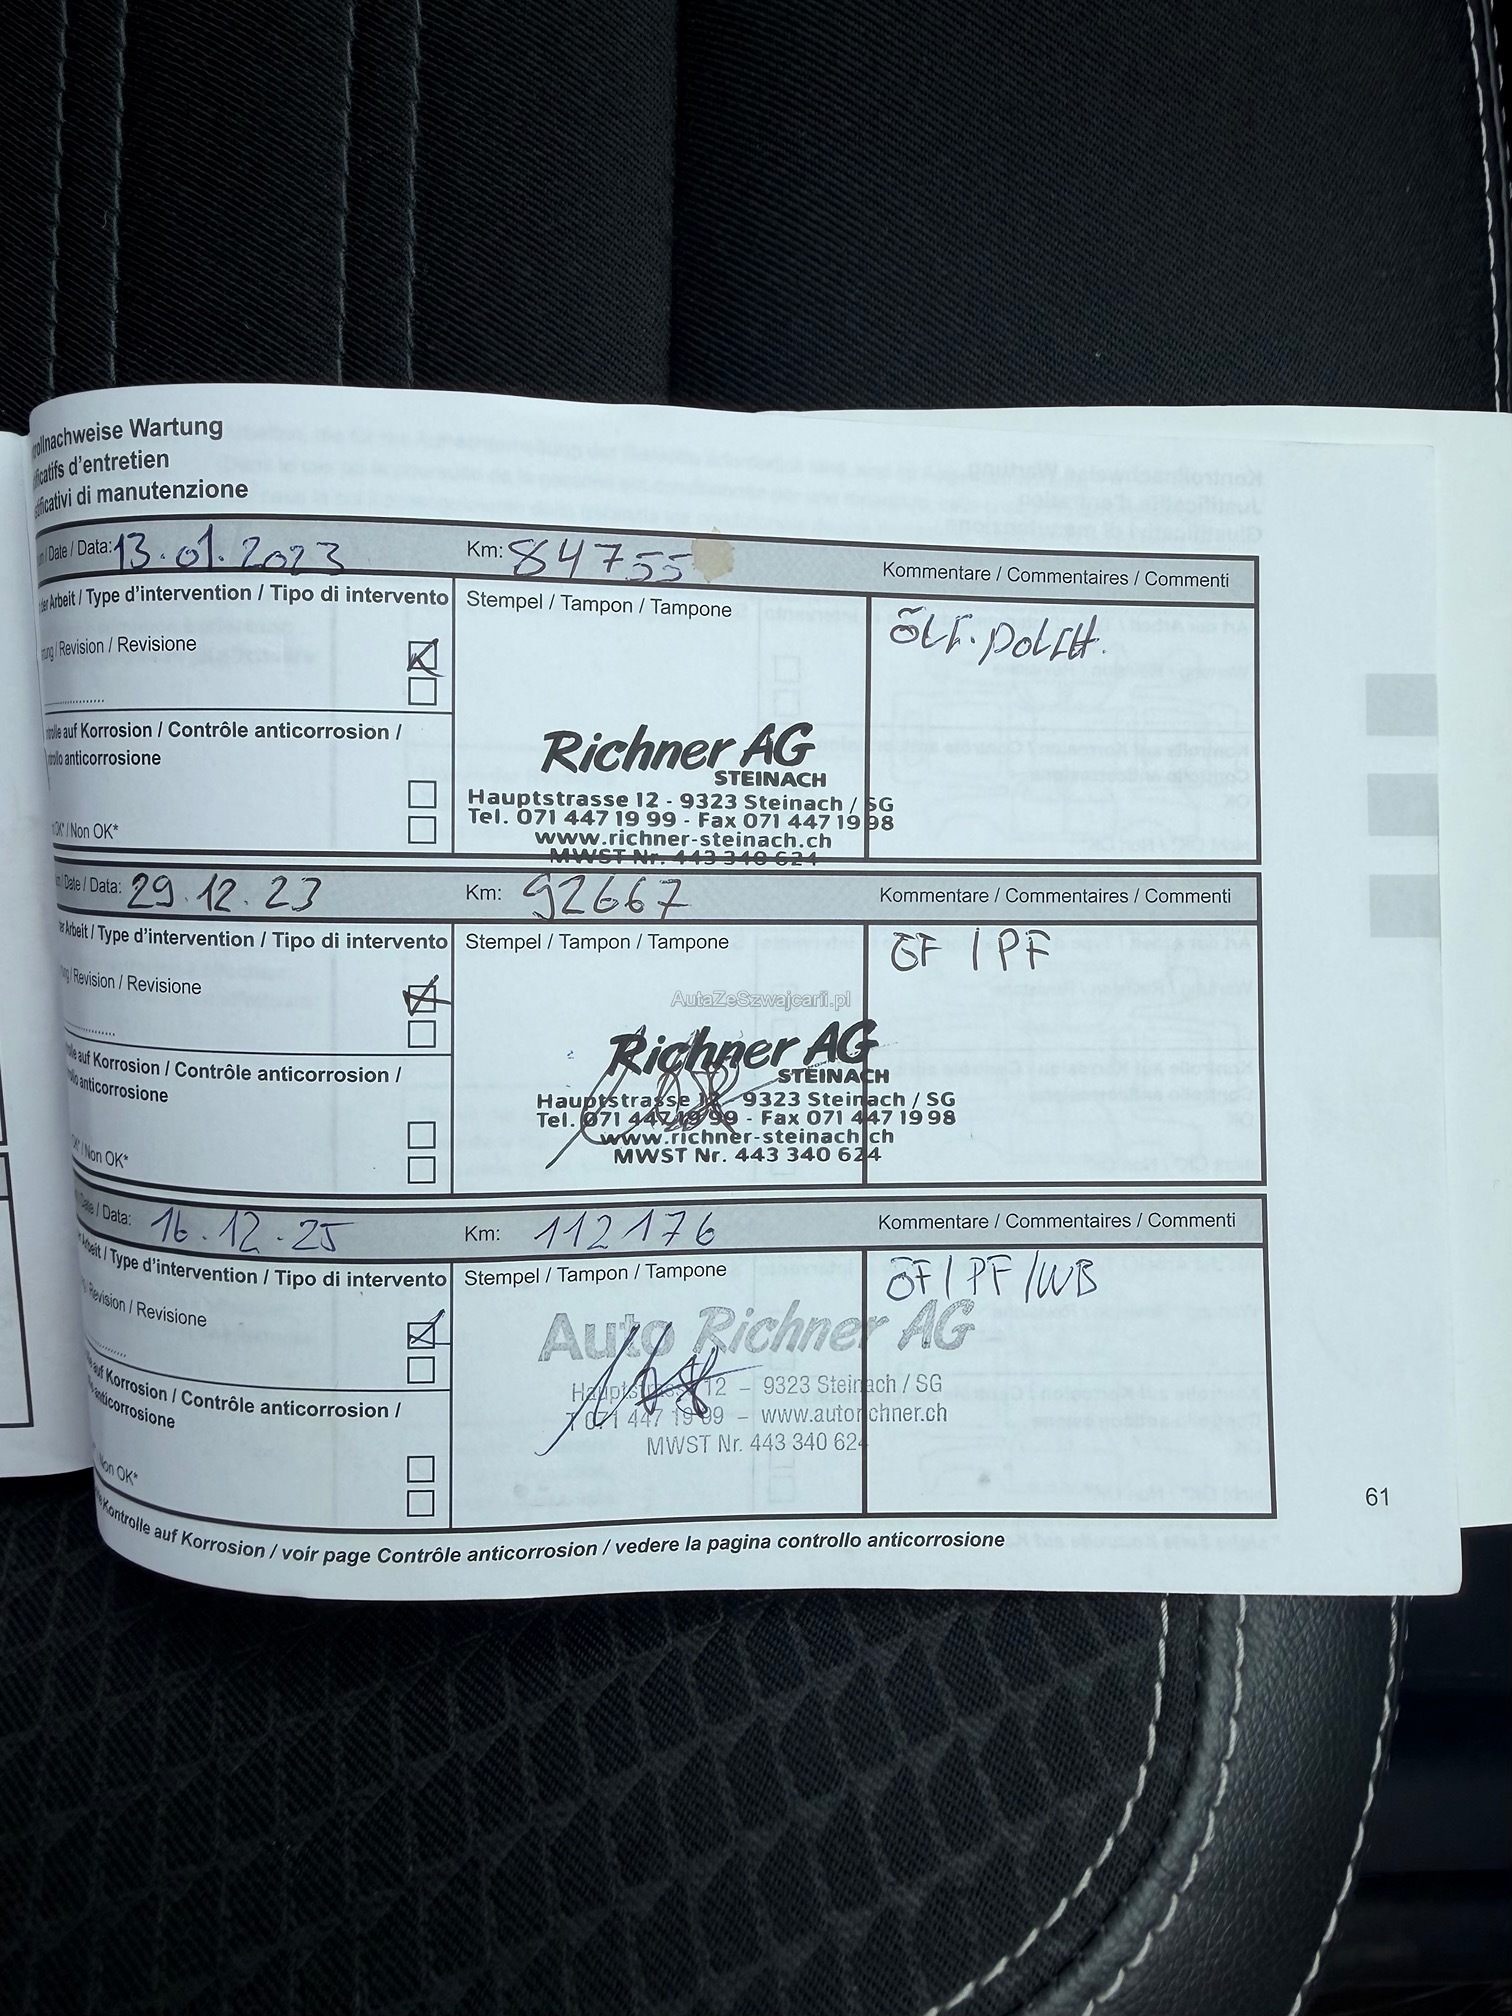 ollnachweise Wartung
ificatifs d'entretien
ificativi di manutenzione
/ Date / Data: 13.01.2023 Km: 84755 Kommentare / Commentaires / Commenti
der Arbeit / Type d'intervention / Tipo di intervento Stempel / Tampon / Tampone
/ Revision / Revisione
auf Korrosion / Contrôle anticorrosion /
anticorrosione
OK* / Non OK*
Richner AG
STEINACH
Hauptstrasse 12 - 9323 Steinach / SG
Tel. 071 447 19 99 - Fax 071 447 19 98
www.richner-steinach.ch
MWST Nr. 443 340 624
/ Date / Data: 29.12.23 Km: 92667 Kommentare / Commentaires / Commenti
er Arbeit / Type d'intervention / Tipo di intervento Stempel / Tampon / Tampone ÖF / PF
/ Revision / Revisione
AutaZeSzwajcarii.pl
auf Korrosion / Contrôle anticorrosion /
anticorrosione
OK* / Non OK*
Richner AG
STEINACH
Hauptstrasse 12 - 9323 Steinach / SG
Tel. 071 447 19 99 - Fax 071 447 19 98
www.richner-steinach.ch
MWST Nr. 443 340 624
Date / Data: 16.12.25 Km: 112176 Kommentare / Commentaires / Commenti
Arbeit / Type d'intervention / Tipo di intervento Stempel / Tampon / Tampone ÖF / PF / WB
Revision / Revisione
auf Korrosion / Contrôle anticorrosion /
anticorrosione
Non OK*
Auto Richner AG
Hauptstrasse 12 – 9323 Steinach / SG
T 071 447 19 99 – www.autorichner.ch
MWST Nr. 443 340 624
Kontrolle auf Korrosion / voir page Contrôle anticorrosion / vedere la pagina controllo anticorrosione
61